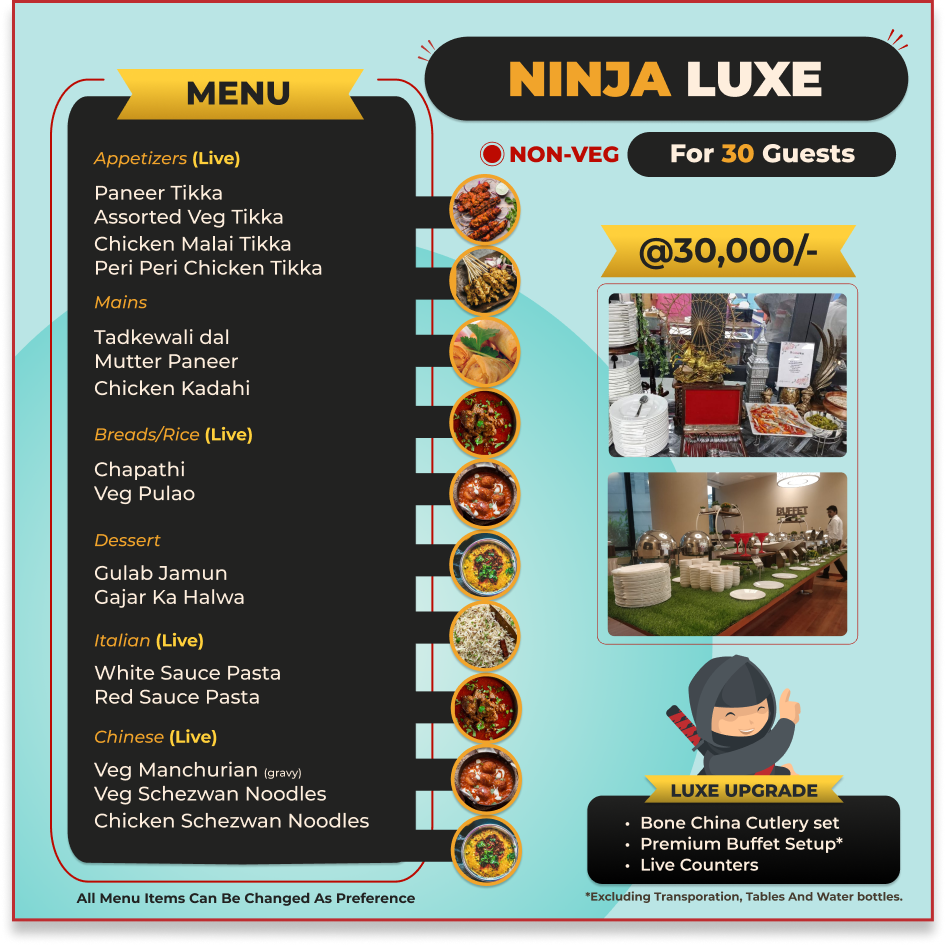 NINJA LUXE
NON-VEG
For 30 Guests
MENU
Appetizers (Live)
Paneer Tikka
Assorted Veg Tikka
Chicken Malai Tikka
Peri Peri Chicken Tikka
Mains
Tadkewali dal
Mutter Paneer
Chicken Kadahi
Breads/Rice (Live)
Chapathi
Veg Pulao
Dessert
Gulab Jamun
Gajar Ka Halwa
Italian (Live)
White Sauce Pasta
Red Sauce Pasta
Chinese (Live)
Veg Manchurian (gravy)
Veg Schezwan Noodles
Chicken Schezwan Noodles
All Menu Items Can Be Changed As Preference
@30,000/-
BUFFET
LUXE UPGRADE
• Bone China Cutlery set
• Premium Buffet Setup*
• Live Counters
*Excluding Transporation, Tables And Water bottles.